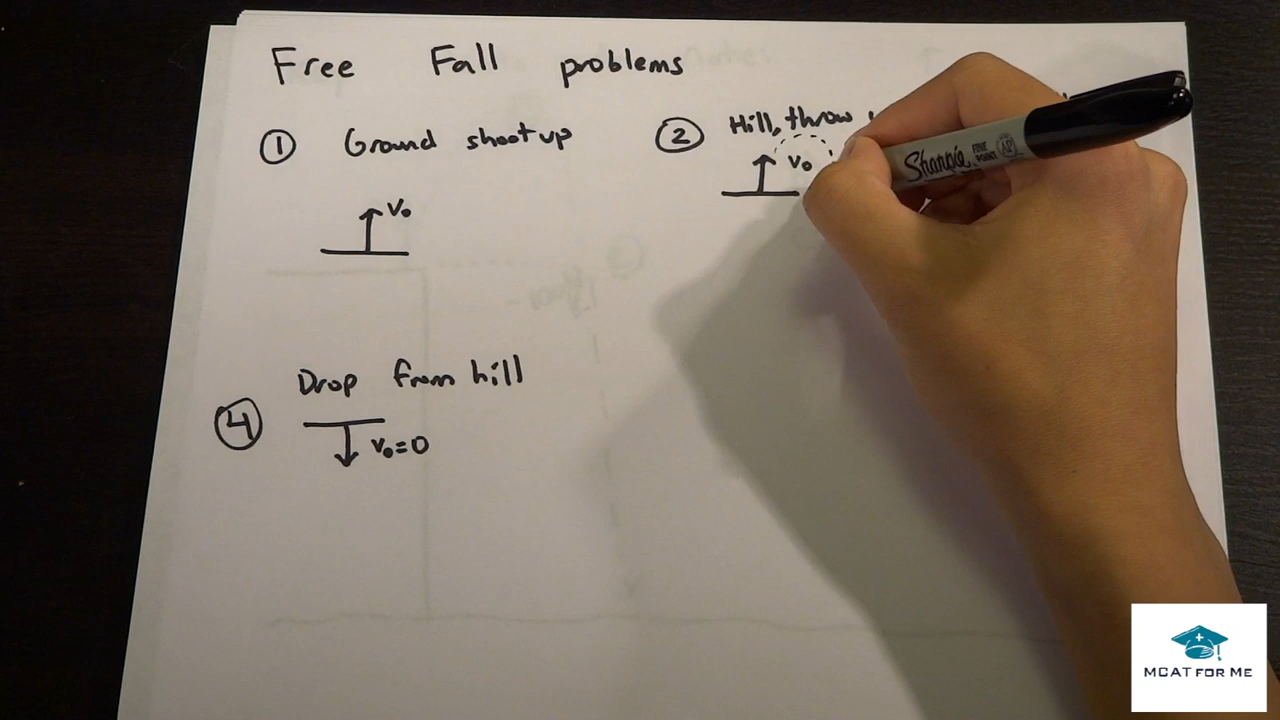 Free Fall problems
① Ground shoot up
v₀
② Hill, throw
v₀
Drop from hill
④
v₀=0
Sharpie
FINE POINT
AP
MCAT FOR ME